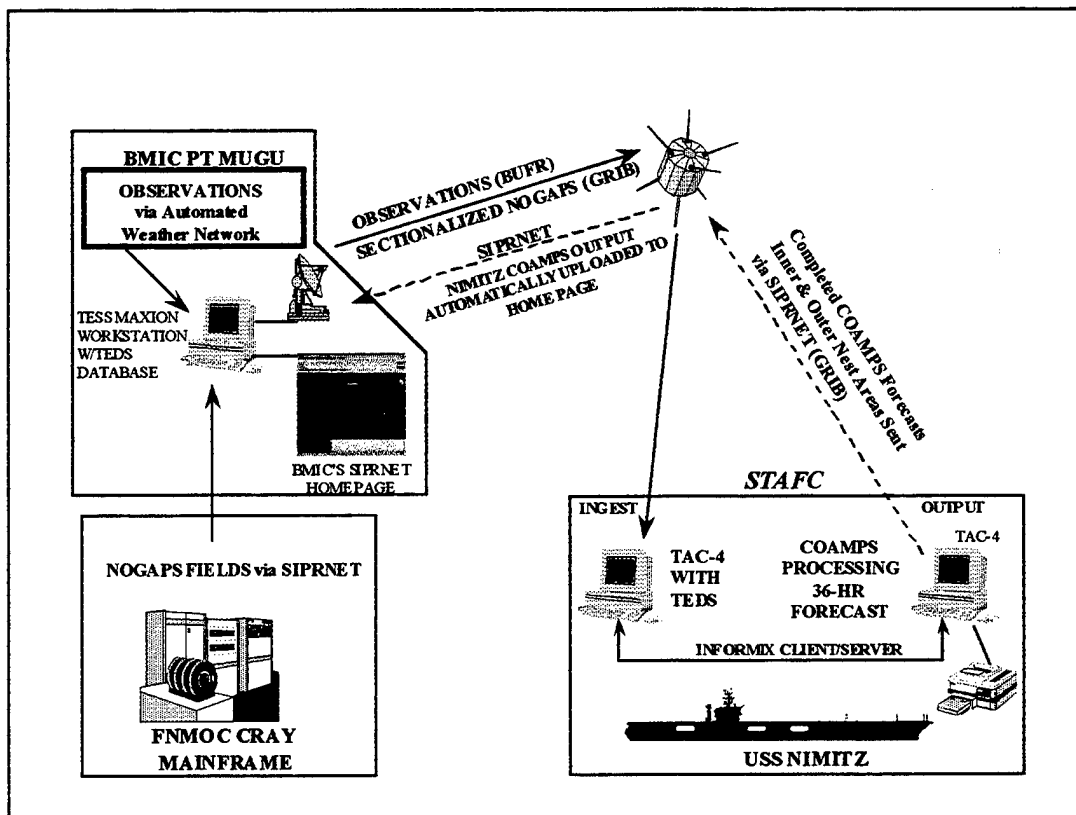 BMIC PT MUGU
OBSERVATIONS
via Automated
Weather Network
TESS MAXION
WORKSTATION
W/TEDS
DATABASE
BMIC'S SIPRNET
HOMEPAGE
NOGAPS FIELDS via SIPRNET
FNMOC CRAY
MAINFRAME
OBSERVATIONS (BUFR)
SECTIONALIZED NOGAPS (GRIB)
SIPRNET
NIMITZ COAMPS OUTPUT
AUTOMATICALLY UPLOADED TO
HOME PAGE
Completed COAMPS Forecasts
Inner & Outer Nest Areas Sent
via SIPRNET (GRIB)
STAFC
INGEST
OUTPUT
TAC-4
WITH
TEDS
COAMPS
PROCESSING
36-HR
FORECAST
TAC-4
INFORMIX CLIENT/SERVER
USS NIMITZ